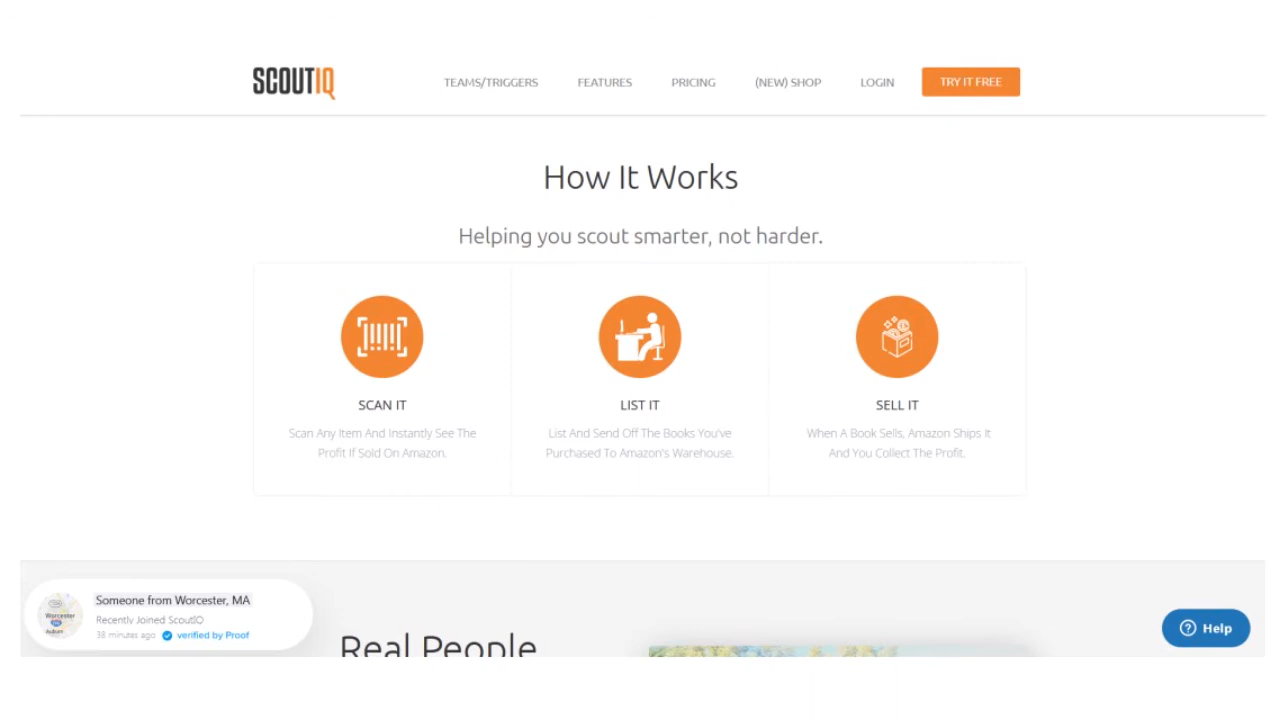 SCOUTIQ
TEAMS/TRIGGERS FEATURES PRICING (NEW) SHOP LOGIN TRY IT FREE
How It Works
Helping you scout smarter, not harder.
SCAN IT
Scan Any Item And Instantly See The
Profit If Sold On Amazon.
LIST IT
List And Send Off The Books You've
Purchased To Amazon's Warehouse.
SELL IT
When A Book Sells, Amazon Ships It
And You Collect The Profit.
Worcester
Auburn
Someone from Worcester, MA
Recently Joined ScoutIQ
38 minutes ago verified by Proof
Real People
Help